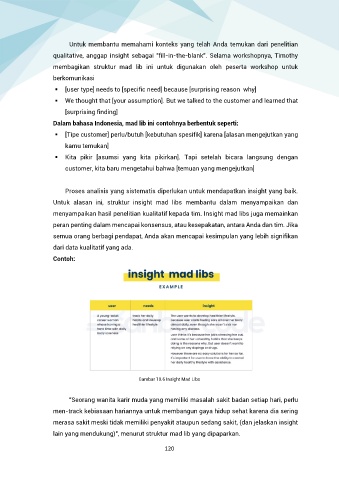 Untuk membantu memahami konteks yang telah Anda temukan dari penelitian
qualitative, anggap insight sebagai "fill-in-the-blank". Selama workshopnya, Timothy
membagikan struktur mad lib ini untuk digunakan oleh peserta workshop untuk
berkomunikasi
▪ [user type] needs to [specific need] because [surprising reason why]
▪ We thought that [your assumption]. But we talked to the customer and learned that
[surprising finding]
Dalam bahasa Indonesia, mad lib ini contohnya berbentuk seperti:
▪ [Tipe customer] perlu/butuh [kebutuhan spesifik] karena [alasan mengejutkan yang
kamu temukan]
▪ Kita pikir [asumsi yang kita pikirkan]. Tapi setelah bicara langsung dengan
customer, kita baru mengetahui bahwa [temuan yang mengejutkan]
Proses analisis yang sistematis diperlukan untuk mendapatkan insight yang baik.
Untuk alasan ini, struktur insight mad libs membantu dalam menyampaikan dan
menyampaikan hasil penelitian kualitatif kepada tim. Insight mad libs juga memainkan
peran penting dalam mencapai konsensus, atau kesepakatan, antara Anda dan tim. Jika
semua orang berbagi pendapat, Anda akan mencapai kesimpulan yang lebih signifikan
dari data kualitatif yang ada.
Contoh:
insight mad libs
EXAMPLE
user needs insight
Gambar 10.6 Insight Mad Libs
"Seorang wanita karir muda yang memiliki masalah sakit badan setiap hari, perlu
men-track kebiasaan hariannya untuk membangun gaya hidup sehat karena dia sering
merasa sakit meski tidak memiliki penyakit ataupun sedang sakit, (dan jelaskan insight
lain yang mendukung)", menurut struktur mad lib yang dipaparkan.
120